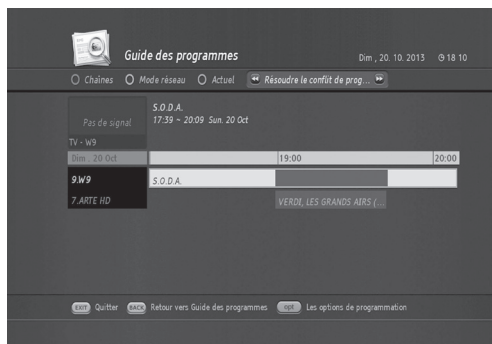 Guide des programmes
Dim , 20. 10. 2013 18 10
Chaînes Mode réseau Actuel Résoudre le conflit de prog...
S.O.D.A.
17:39 ~ 20:09 Sun. 20 Oct
Pas de signal
TV - W9
Dim . 20 Oct 19:00 20:00
9.W9 S.O.D.A.
7.ARTE HD VERDI, LES GRANDS AIRS (...
EXIT Quitter BACK Retour vers Guide des programmes opt Les options de programmation